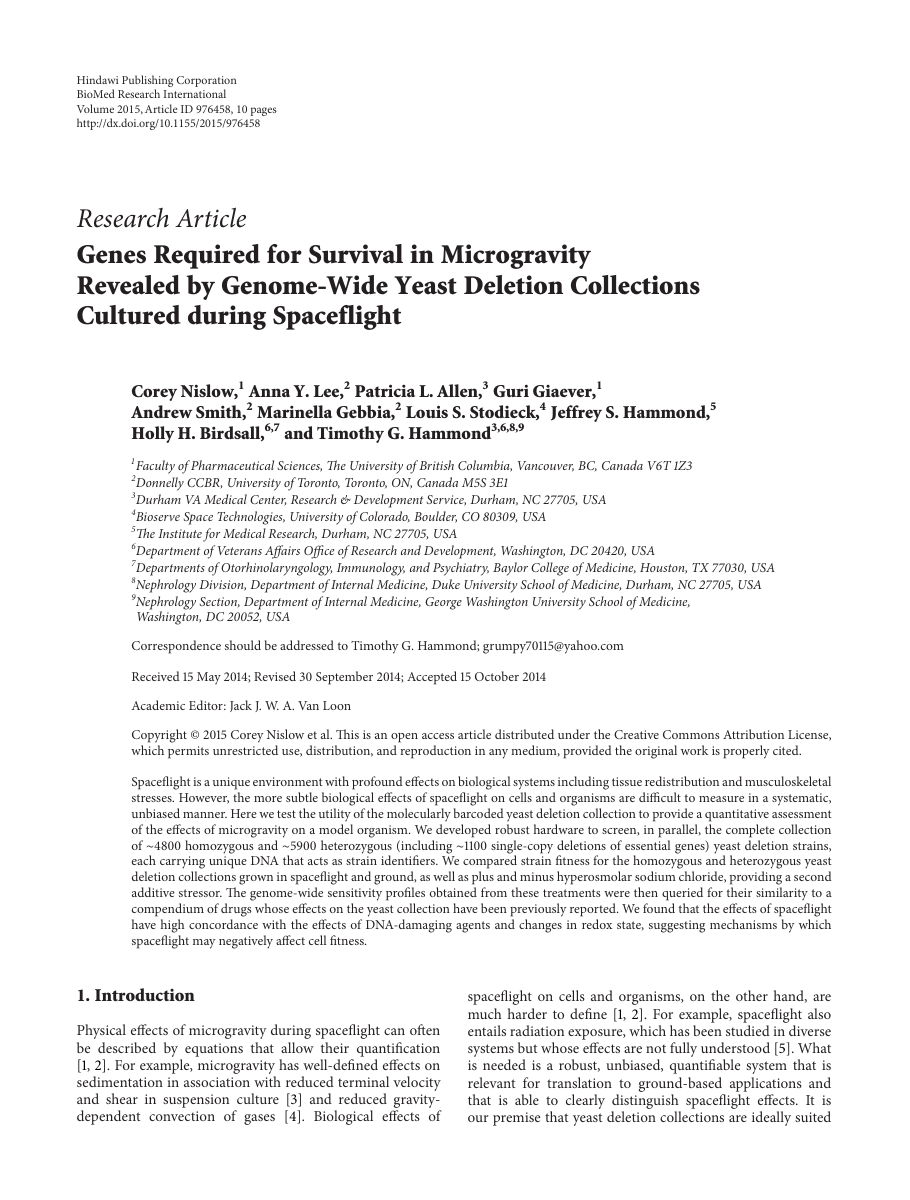 Hindawi Publishing Corporation
BioMed Research International
Volume 2015, Article ID 976458, 10 pages
http://dx.doi.org/10.1155/2015/976458
Research Article
Genes Required for Survival in Microgravity
Revealed by Genome-Wide Yeast Deletion Collections
Cultured during Spaceflight
Corey Nislow,1 Anna Y. Lee,2 Patricia L. Allen,3 Guri Giaever,1
Andrew Smith,2 Marinella Gebbia,2 Louis S. Stodieck,4 Jeffrey S. Hammond,5
Holly H. Birdsall,6,7 and Timothy G. Hammond3,6,8,9
1Faculty of Pharmaceutical Sciences, The University of British Columbia, Vancouver, BC, Canada V6T 1Z3
2Donnelly CCBR, University of Toronto, Toronto, ON, Canada M5S 3E1
3Durham VA Medical Center, Research & Development Service, Durham, NC 27705, USA
4Bioserve Space Technologies, University of Colorado, Boulder, CO 80309, USA
5The Institute for Medical Research, Durham, NC 27705, USA
6Department of Veterans Affairs Office of Research and Development, Washington, DC 20420, USA
7Departments of Otorhinolaryngology, Immunology, and Psychiatry, Baylor College of Medicine, Houston, TX 77030, USA
8Nephrology Division, Department of Internal Medicine, Duke University School of Medicine, Durham, NC 27705, USA
9Nephrology Section, Department of Internal Medicine, George Washington University School of Medicine,
Washington, DC 20052, USA
Correspondence should be addressed to Timothy G. Hammond; grumpy70115@yahoo.com
Received 15 May 2014; Revised 30 September 2014; Accepted 15 October 2014
Academic Editor: Jack J. W. A. Van Loon
Copyright © 2015 Corey Nislow et al. This is an open access article distributed under the Creative Commons Attribution License,
which permits unrestricted use, distribution, and reproduction in any medium, provided the original work is properly cited.
Spaceflight is a unique environment with profound effects on biological systems including tissue redistribution and musculoskeletal
stresses. However, the more subtle biological effects of spaceflight on cells and organisms are difficult to measure in a systematic,
unbiased manner. Here we test the utility of the molecularly barcoded yeast deletion collection to provide a quantitative assessment
of the effects of microgravity on a model organism. We developed robust hardware to screen, in parallel, the complete collection
of ~4800 homozygous and ~5900 heterozygous (including ~1100 single-copy deletions of essential genes) yeast deletion strains,
each carrying unique DNA that acts as strain identifiers. We compared strain fitness for the homozygous and heterozygous yeast
deletion collections grown in spaceflight and ground, as well as plus and minus hyperosmolar sodium chloride, providing a second
additive stressor. The genome-wide sensitivity profiles obtained from these treatments were then queried for their similarity to a
compendium of drugs whose effects on the yeast collection have been previously reported. We found that the effects of spaceflight
have high concordance with the effects of DNA-damaging agents and changes in redox state, suggesting mechanisms by which
spaceflight may negatively affect cell fitness.
1. Introduction
Physical effects of microgravity during spaceflight can often
be described by equations that allow their quantification
[1, 2]. For example, microgravity has well-defined effects on
sedimentation in association with reduced terminal velocity
and shear in suspension culture [3] and reduced gravity-
dependent convection of gases [4]. Biological effects of
spaceflight on cells and organisms, on the other hand, are
much harder to define [1, 2]. For example, spaceflight also
entails radiation exposure, which has been studied in diverse
systems but whose effects are not fully understood [5]. What
is needed is a robust, unbiased, quantifiable system that is
relevant for translation to ground-based applications and
that is able to clearly distinguish spaceflight effects. It is
our premise that yeast deletion collections are ideally suited